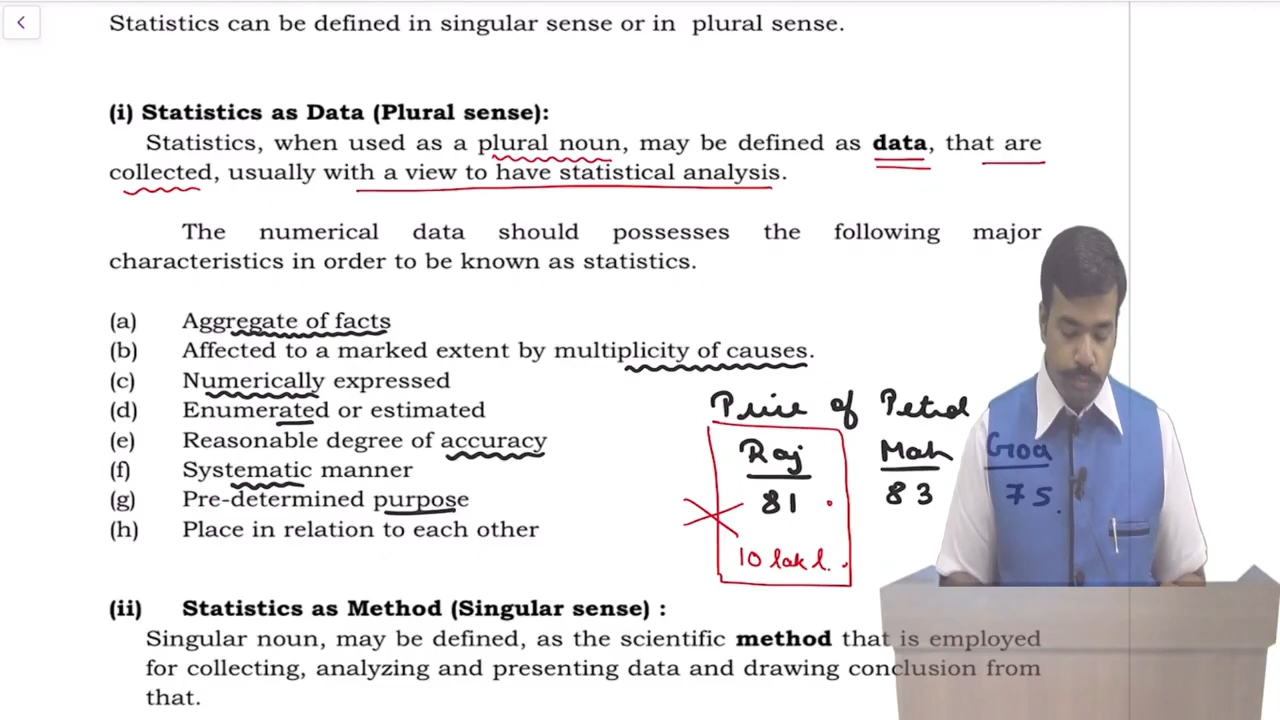 Statistics can be defined in singular sense or in plural sense.
(i) Statistics as Data (Plural sense):
Statistics, when used as a plural noun, may be defined as data, that are
collected, usually with a view to have statistical analysis.
The numerical data should possesses the following major
characteristics in order to be known as statistics.
(a) Aggregate of facts
(b) Affected to a marked extent by multiplicity of causes.
(c) Numerically expressed
(d) Enumerated or estimated
(e) Reasonable degree of accuracy
(f) Systematic manner
(g) Pre-determined purpose
(h) Place in relation to each other
Price of Petrol
Raj Mah Goa
81 83 75
10 lakh
(ii) Statistics as Method (Singular sense) :
Singular noun, may be defined, as the scientific method that is employed
for collecting, analyzing and presenting data and drawing conclusion from
that.